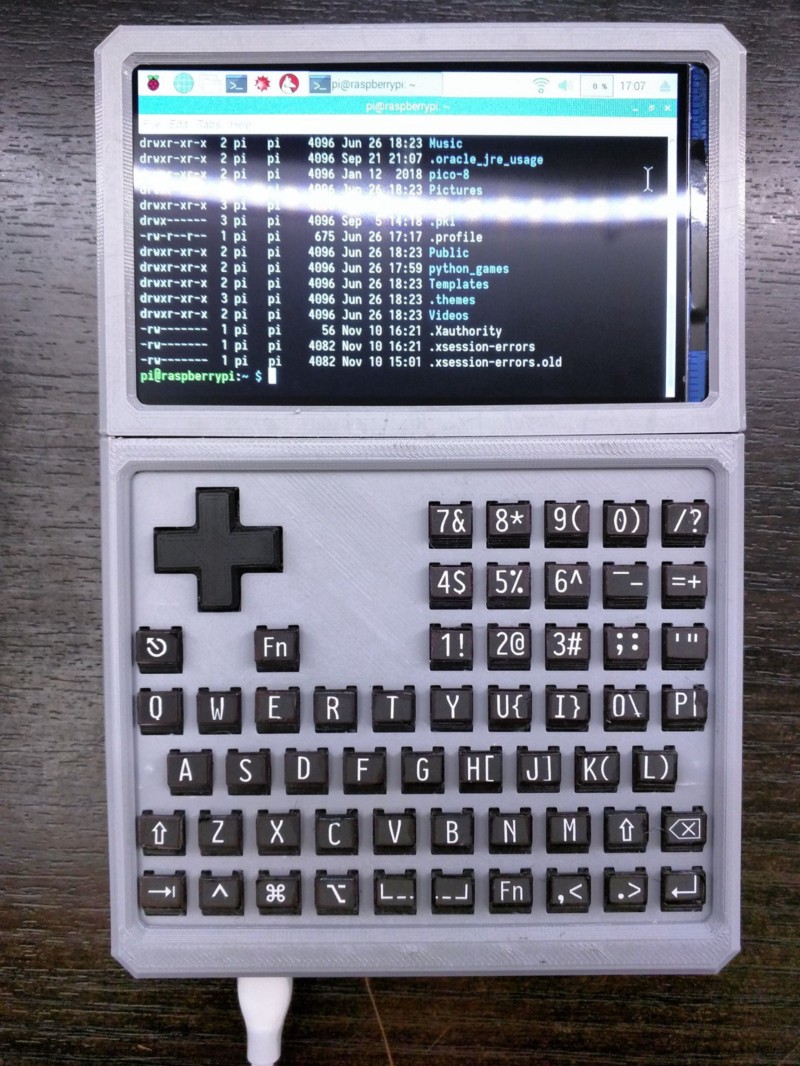 pi@raspberrypi: ~
0 % 17:07
pi@raspberrypi: ~
File Edit Tabs Help
drwxr-xr-x 2 pi pi 4096 Jun 26 18:23 Music
drwxr-xr-x 2 pi pi 4096 Sep 21 21:07 .oracle_jre_usage
drwxr-xr-x 2 pi pi 4096 Jan 12 2018 pico-8
drwxr-xr-x 2 pi pi 4096 Jun 26 18:23 Pictures
drwxr-xr-x 3 pi pi 4096
drwx------ 3 pi pi 4096 Sep 5 14:18 .pki
-rw-r--r-- 1 pi pi 675 Jun 26 17:17 .profile
drwxr-xr-x 2 pi pi 4096 Jun 26 18:23 Public
drwxr-xr-x 2 pi pi 4096 Jun 26 17:59 python_games
drwxr-xr-x 2 pi pi 4096 Jun 26 18:23 Templates
drwxr-xr-x 3 pi pi 4096 Jun 26 18:23 .themes
drwxr-xr-x 2 pi pi 4096 Jun 26 18:23 Videos
-rw------- 1 pi pi 56 Nov 10 16:21 .Xauthority
-rw------- 1 pi pi 4082 Nov 10 16:21 .xsession-errors
-rw------- 1 pi pi 4082 Nov 10 15:01 .xsession-errors.old
pi@raspberrypi:~ $
7& 8* 9( 0) /?
4$ 5% 6^ ¯- =+
Fn 1! 2@ 3# ;: '"
Q W E R T Y U{ I} O\ P|
A S D F G H[ J] K( L)
⇧ Z X C V B N M ⇧ ⌫
⇥ ^ ⌘ ⌥ Fn ,< .> ↵